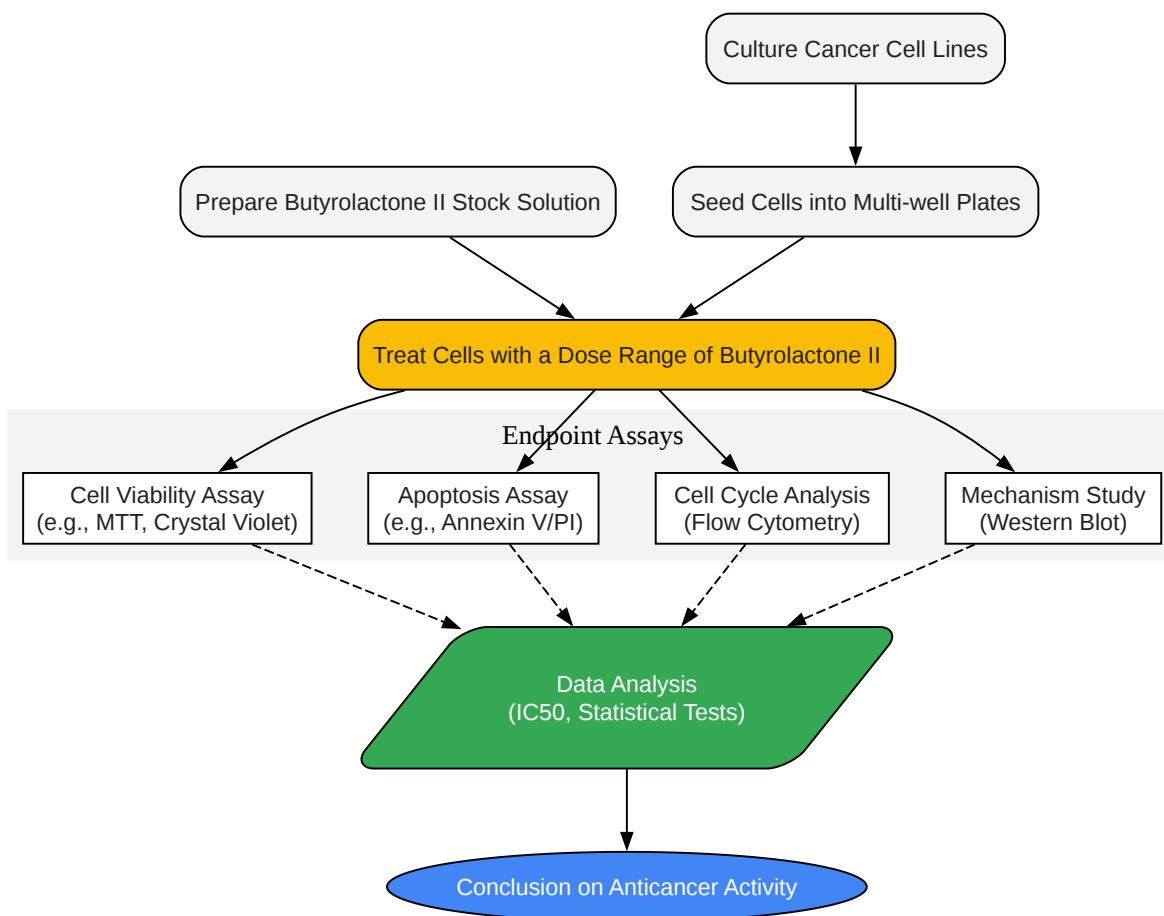 Culture Cancer Cell Lines
Prepare Butyrolactone II Stock Solution
Seed Cells into Multi-well Plates
Treat Cells with a Dose Range of Butyrolactone II
Endpoint Assays
Cell Viability Assay
(e.g., MTT, Crystal Violet)
Apoptosis Assay
(e.g., Annexin V/PI)
Cell Cycle Analysis
(Flow Cytometry)
Mechanism Study
(Western Blot)
Data Analysis
(IC50, Statistical Tests)
Conclusion on Anticancer Activity